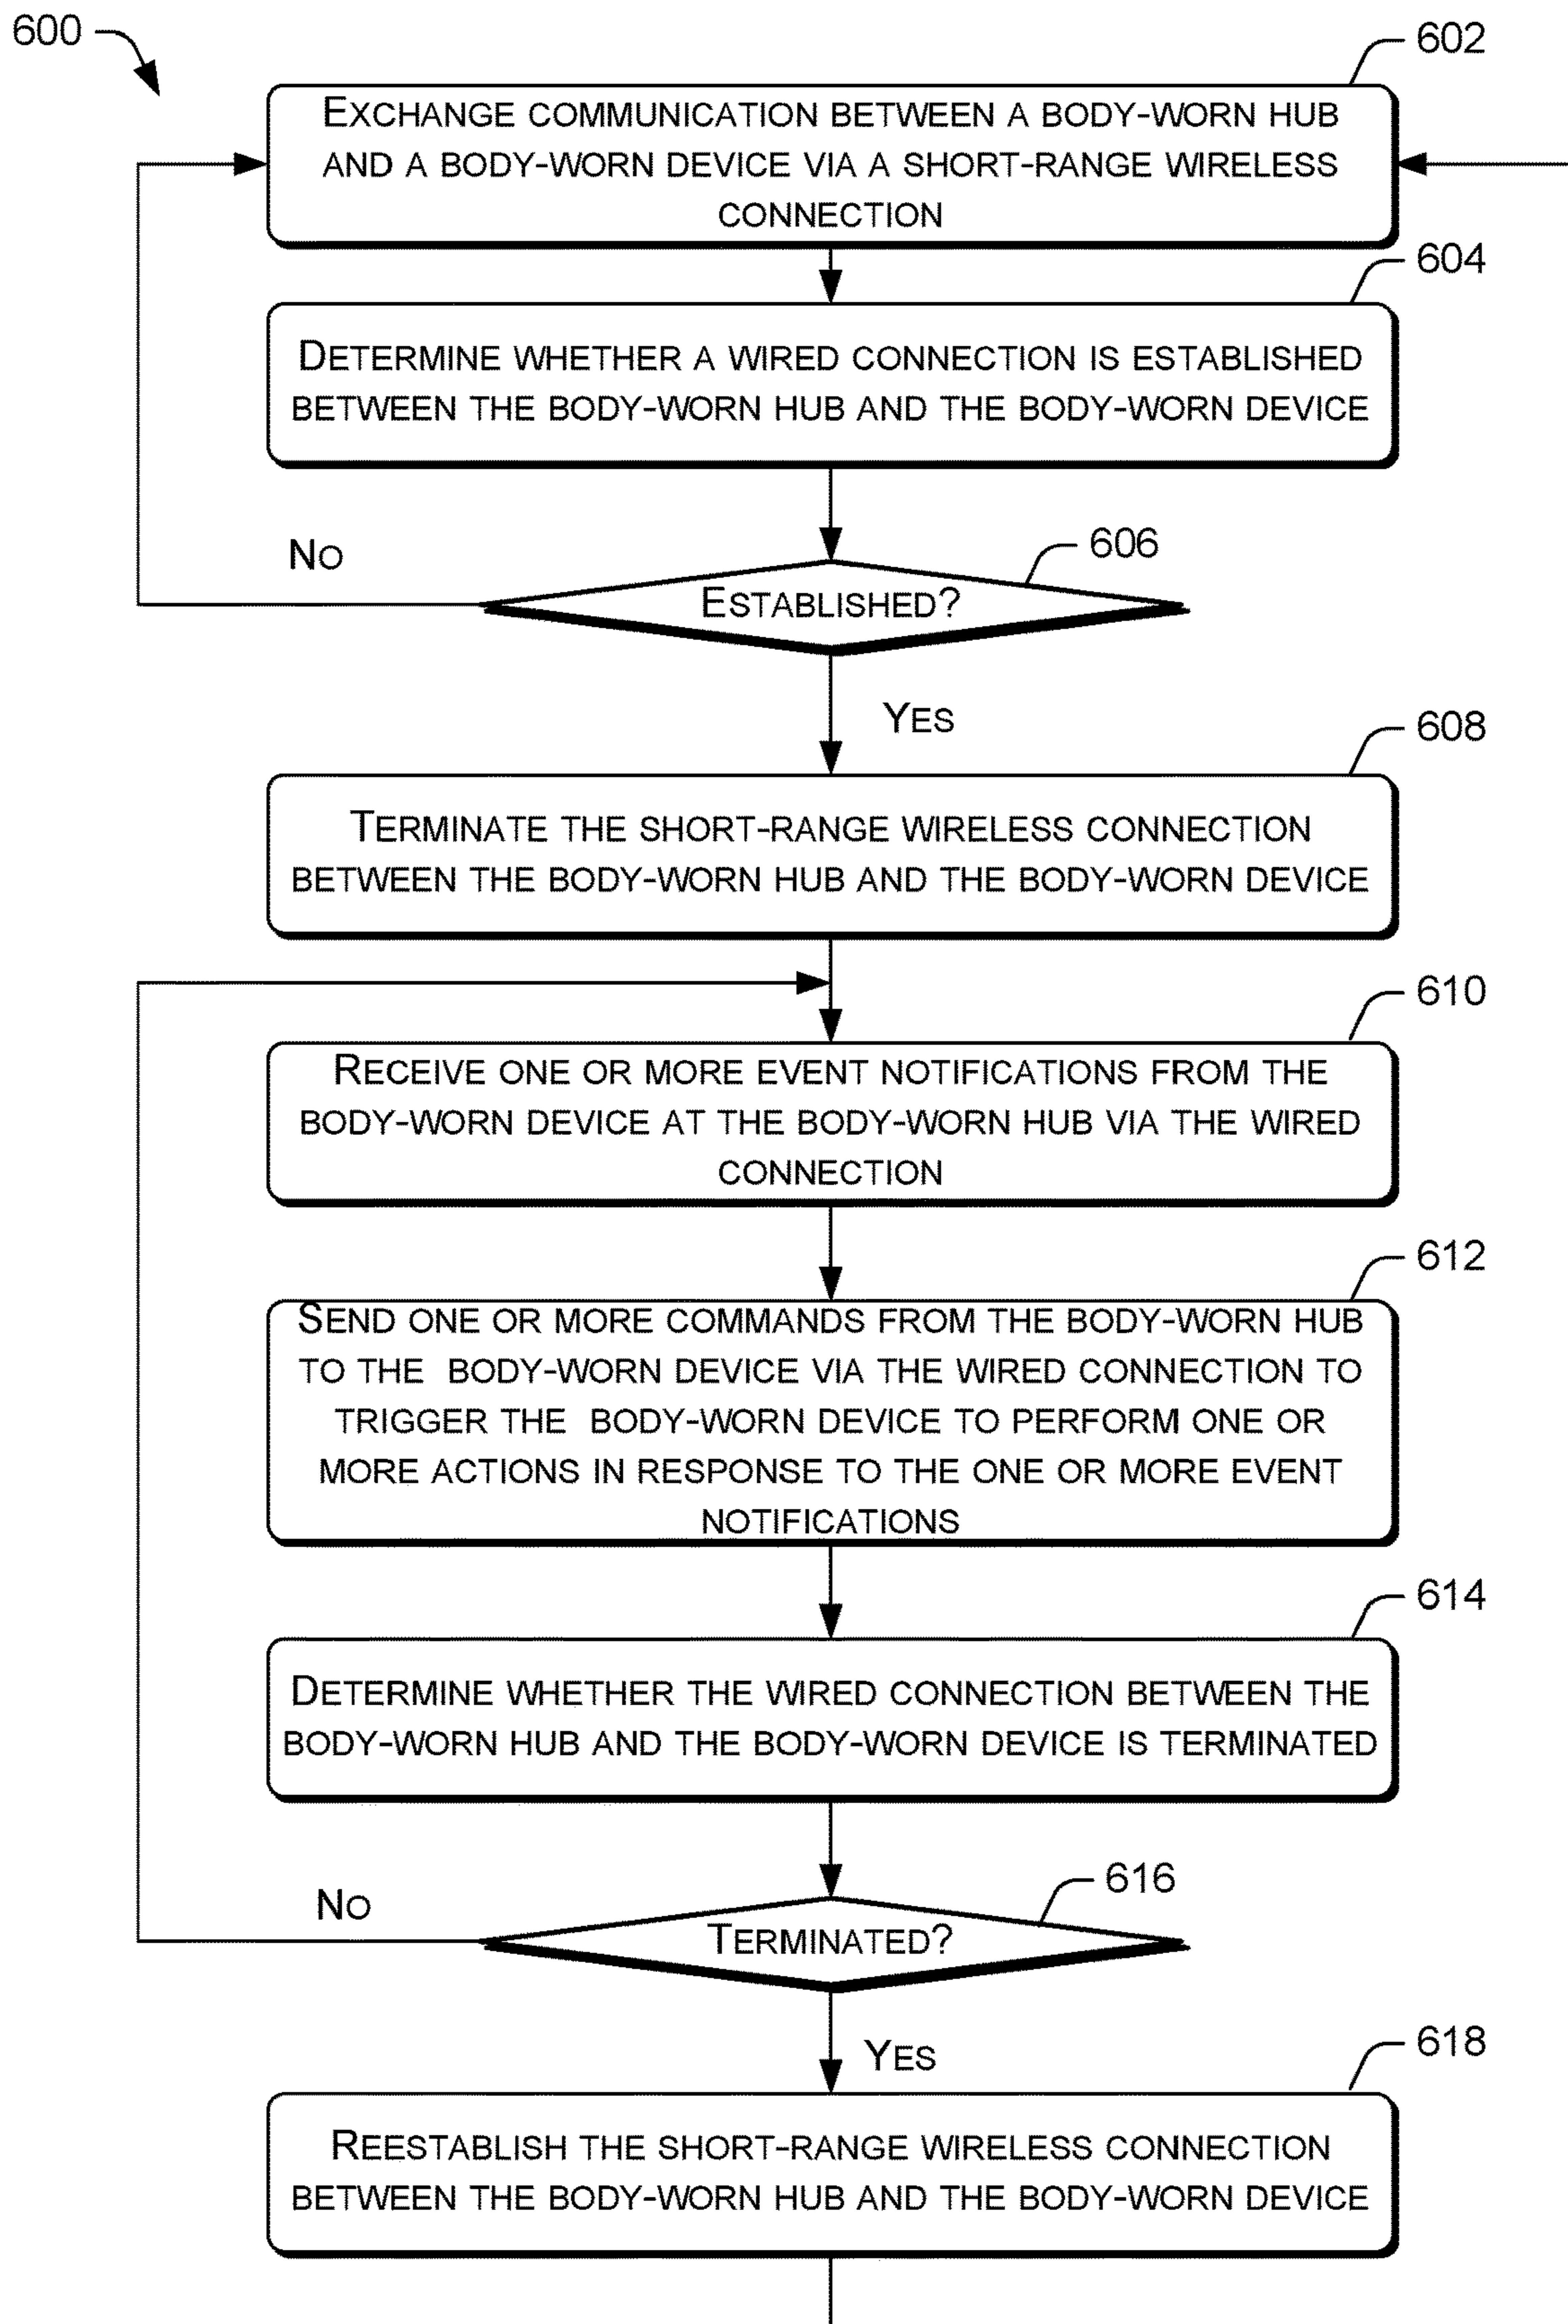 600
602
EXCHANGE COMMUNICATION BETWEEN A BODY-WORN HUB
AND A BODY-WORN DEVICE VIA A SHORT-RANGE WIRELESS
CONNECTION
604
DETERMINE WHETHER A WIRED CONNECTION IS ESTABLISHED
BETWEEN THE BODY-WORN HUB AND THE BODY-WORN DEVICE
606
NO
ESTABLISHED?
YES
608
TERMINATE THE SHORT-RANGE WIRELESS CONNECTION
BETWEEN THE BODY-WORN HUB AND THE BODY-WORN DEVICE
610
RECEIVE ONE OR MORE EVENT NOTIFICATIONS FROM THE
BODY-WORN DEVICE AT THE BODY-WORN HUB VIA THE WIRED
CONNECTION
612
SEND ONE OR MORE COMMANDS FROM THE BODY-WORN HUB
TO THE BODY-WORN DEVICE VIA THE WIRED CONNECTION TO
TRIGGER THE BODY-WORN DEVICE TO PERFORM ONE OR
MORE ACTIONS IN RESPONSE TO THE ONE OR MORE EVENT
NOTIFICATIONS
614
DETERMINE WHETHER THE WIRED CONNECTION BETWEEN THE
BODY-WORN HUB AND THE BODY-WORN DEVICE IS TERMINATED
616
NO
TERMINATED?
YES
618
REESTABLISH THE SHORT-RANGE WIRELESS CONNECTION
BETWEEN THE BODY-WORN HUB AND THE BODY-WORN DEVICE